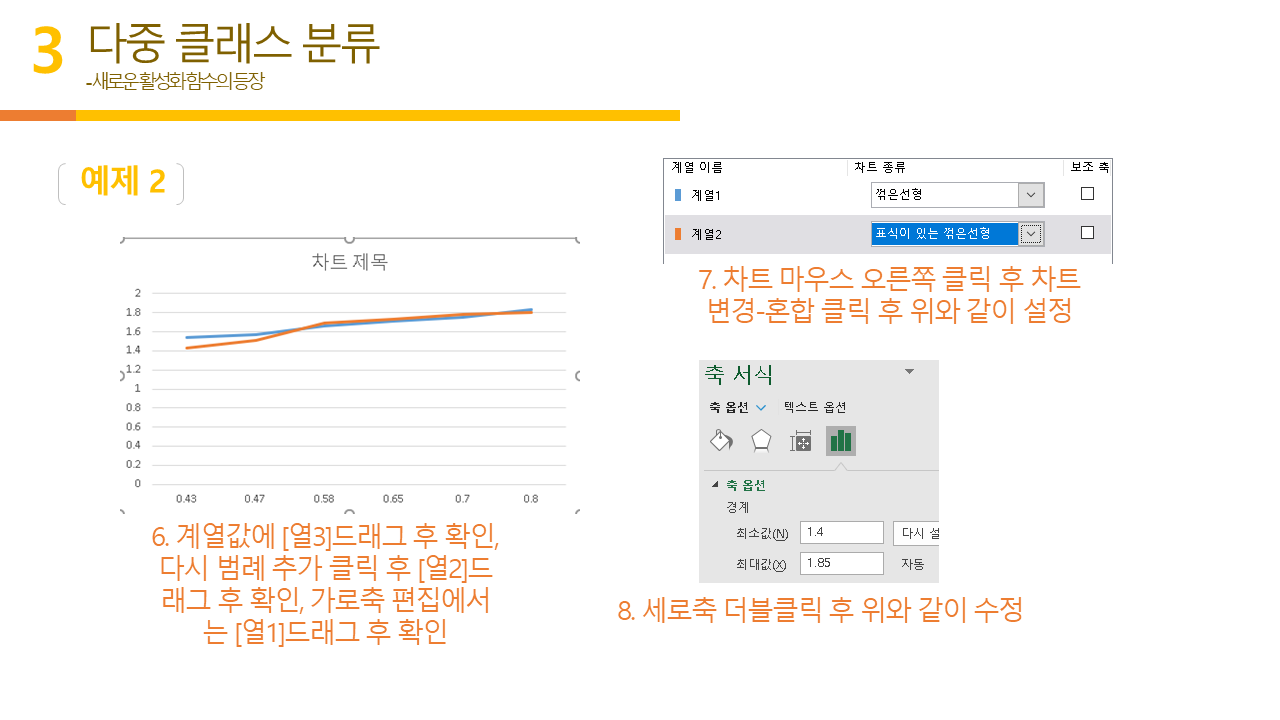 3 다중 클래스 분류
-새로운 활성화 함수의 등장
예제 2
차트 제목
2
1.8
1.6
1.4
1.2
1
0.8
0.6
0.4
0.2
0
0.43 0.47 0.58 0.65 0.7 0.8
6. 계열값에 [열3]드래그 후 확인,
다시 범례 추가 클릭 후 [열2]드
래그 후 확인, 가로축 편집에서
는 [열1]드래그 후 확인
계열 이름 차트 종류 보조 축
계열1 꺾은선형
계열2 표식이 있는 꺾은선형
7. 차트 마우스 오른쪽 클릭 후 차트
변경-혼합 클릭 후 위와 같이 설정
축 서식
축 옵션 텍스트 옵션
축 옵션
경계
최소값(N) 1.4 다시 설
최대값(X) 1.85 자동
8. 세로축 더블클릭 후 위와 같이 수정